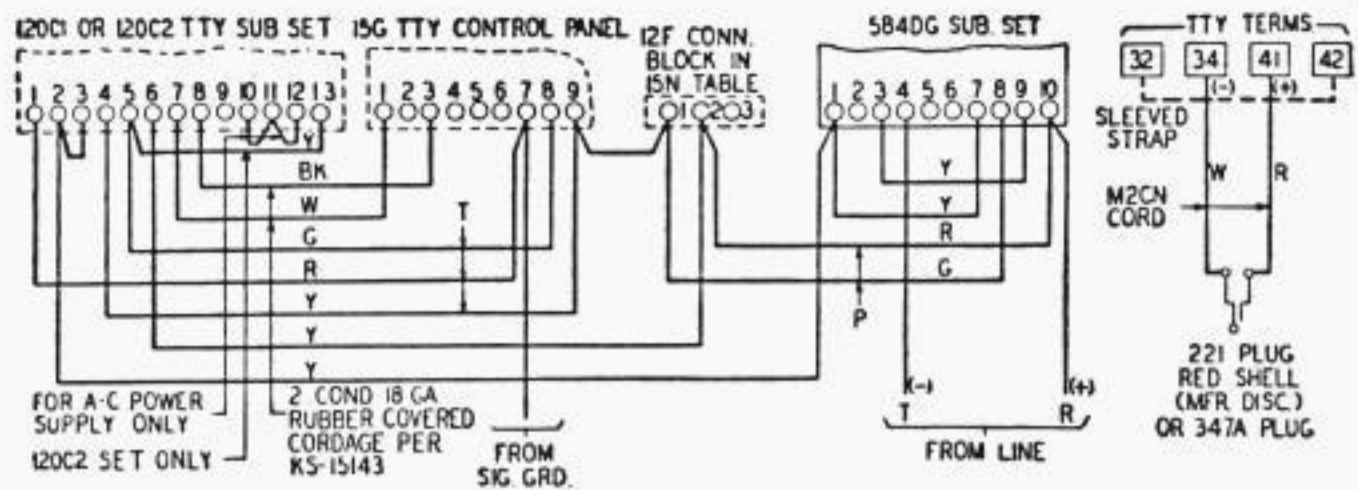 120C1 OR 120C2 TTY SUB SET
1 2 3 4 5 6 7 8 9 10 11 12 13
15G TTY CONTROL PANEL
1 2 3 4 5 6 7 8 9
12F CONN.
BLOCK IN
15N TABLE
1 2 3
584DG SUB. SET
1 2 3 4 5 6 7 8 9 10
TTY TERMS
32 34 41 42
(-) (+)
SLEEVED
STRAP
W R
M2CN
CORD
221 PLUG
RED SHELL
(MFR DISC.)
OR 347A PLUG
Y
BK
W
G
R
Y
Y
Y
T
Y
Y
R
G
P
FOR A-C POWER
SUPPLY ONLY
120C2 SET ONLY
2 COND 18 GA
RUBBER COVERED
CORDAGE PER
KS-15143
FROM
SIG. GRD.
(-) (+)
T R
FROM LINE